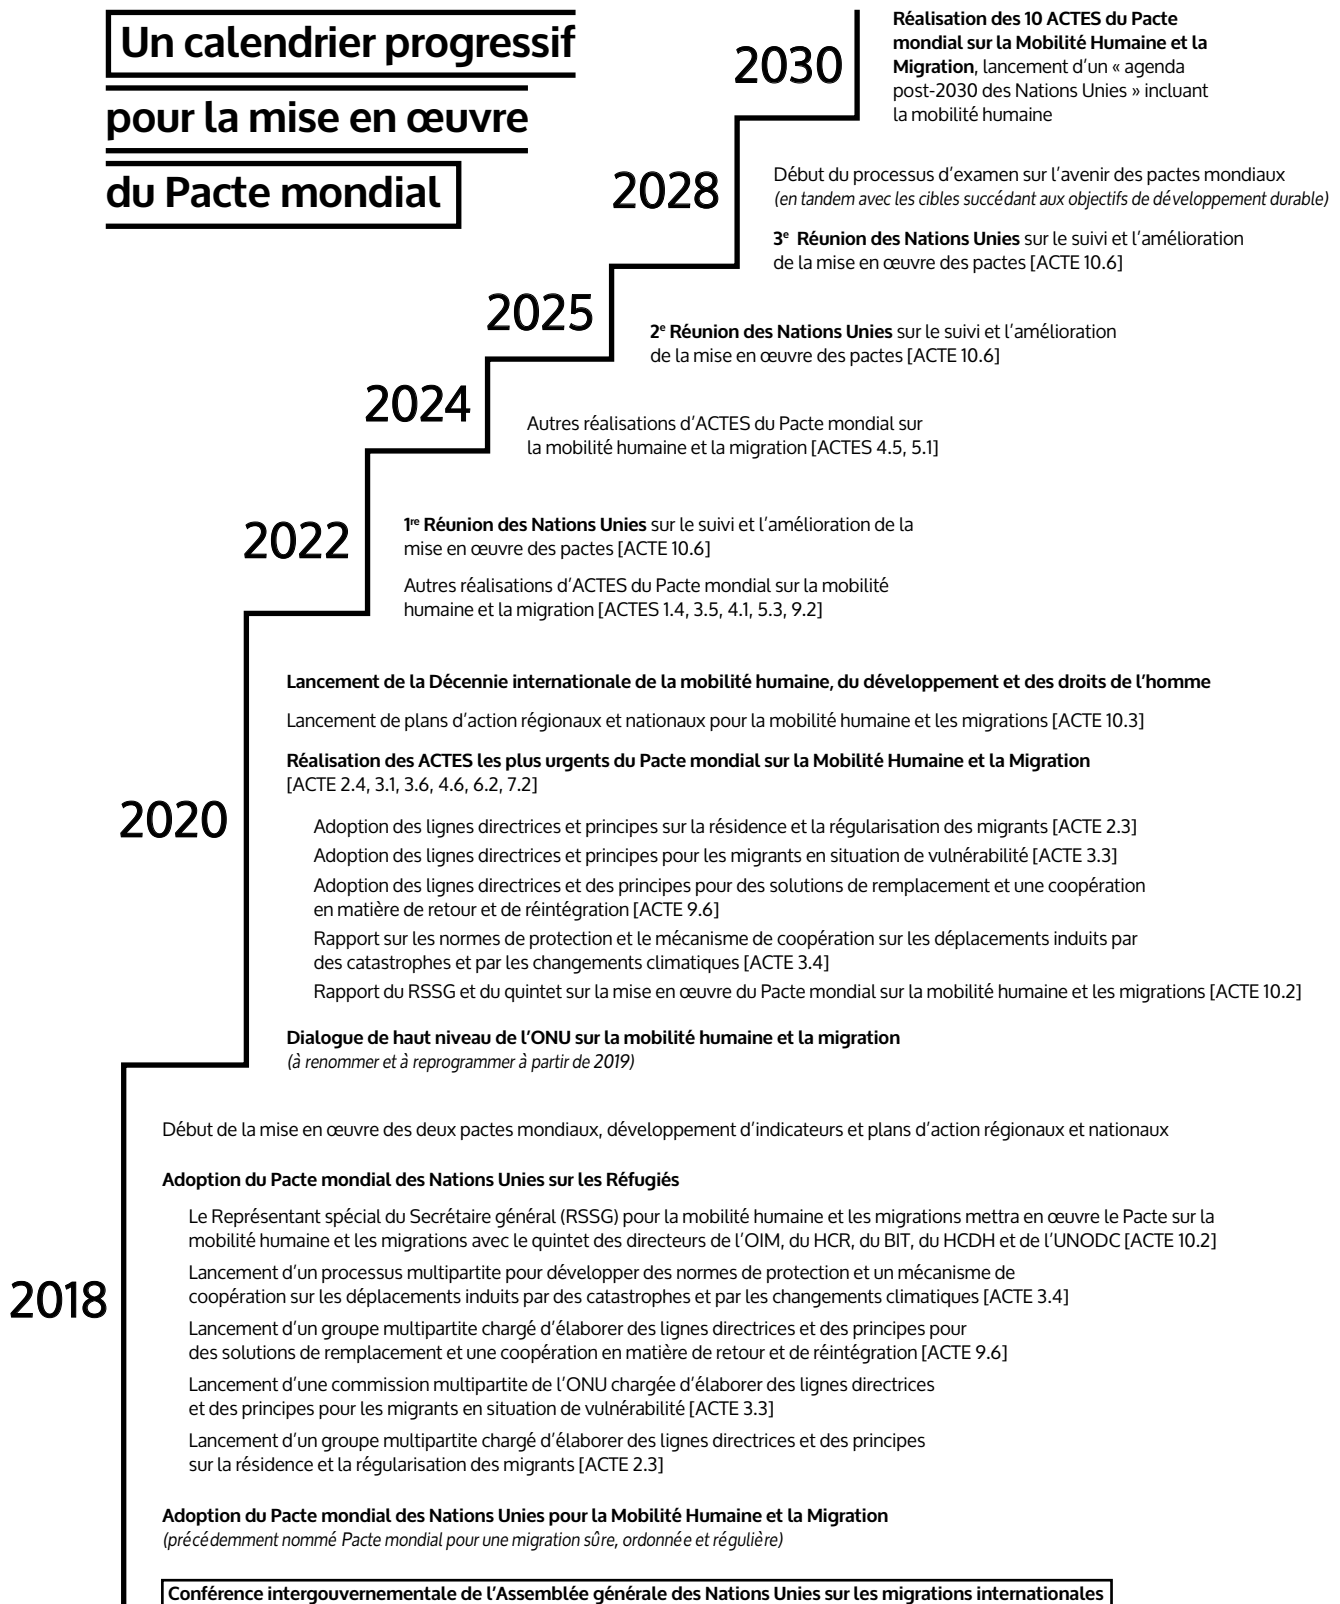 Un calendrier progressif
pour la mise en œuvre
du Pacte mondial
2030
Réalisation des 10 ACTES du Pacte
mondial sur la Mobilité Humaine et la
Migration, lancement d’un « agenda
post-2030 des Nations Unies » incluant
la mobilité humaine
2028
Début du processus d’examen sur l’avenir des pactes mondiaux
(en tandem avec les cibles succédant aux objectifs de développement durable)
3e Réunion des Nations Unies sur le suivi et l’amélioration
de la mise en œuvre des pactes [ACTE 10.6]
2025
2e Réunion des Nations Unies sur le suivi et l’amélioration
de la mise en œuvre des pactes [ACTE 10.6]
2024
Autres réalisations d’ACTES du Pacte mondial sur
la mobilité humaine et la migration [ACTES 4.5, 5.1]
2022
1re Réunion des Nations Unies sur le suivi et l’amélioration de la
mise en œuvre des pactes [ACTE 10.6]
Autres réalisations d’ACTES du Pacte mondial sur la mobilité
humaine et la migration [ACTES 1.4, 3.5, 4.1, 5.3, 9.2]
2020
Lancement de la Décennie internationale de la mobilité humaine, du développement et des droits de l’homme
Lancement de plans d’action régionaux et nationaux pour la mobilité humaine et les migrations [ACTE 10.3]
Réalisation des ACTES les plus urgents du Pacte mondial sur la Mobilité Humaine et la Migration
[ACTE 2.4, 3.1, 3.6, 4.6, 6.2, 7.2]
Adoption des lignes directrices et principes sur la résidence et la régularisation des migrants [ACTE 2.3]
Adoption des lignes directrices et principes pour les migrants en situation de vulnérabilité [ACTE 3.3]
Adoption des lignes directrices et des principes pour des solutions de remplacement et une coopération
en matière de retour et de réintégration [ACTE 9.6]
Rapport sur les normes de protection et le mécanisme de coopération sur les déplacements induits par
des catastrophes et par les changements climatiques [ACTE 3.4]
Rapport du RSSG et du quintet sur la mise en œuvre du Pacte mondial sur la mobilité humaine et les migrations [ACTE 10.2]
Dialogue de haut niveau de l’ONU sur la mobilité humaine et la migration
(à renommer et à reprogrammer à partir de 2019)
2018
Début de la mise en œuvre des deux pactes mondiaux, développement d’indicateurs et plans d’action régionaux et nationaux
Adoption du Pacte mondial des Nations Unies sur les Réfugiés
Le Représentant spécial du Secrétaire général (RSSG) pour la mobilité humaine et les migrations mettra en œuvre le Pacte sur la
mobilité humaine et les migrations avec le quintet des directeurs de l’OIM, du HCR, du BIT, du HCDH et de l’UNODC [ACTE 10.2]
Lancement d’un processus multipartite pour développer des normes de protection et un mécanisme de
coopération sur les déplacements induits par des catastrophes et par les changements climatiques [ACTE 3.4]
Lancement d’un groupe multipartite chargé d’élaborer des lignes directrices et des principes pour
des solutions de remplacement et une coopération en matière de retour et de réintégration [ACTE 9.6]
Lancement d’une commission multipartite de l’ONU chargée d’élaborer des lignes directrices
et des principes pour les migrants en situation de vulnérabilité [ACTE 3.3]
Lancement d’un groupe multipartite chargé d’élaborer des lignes directrices et des principes
sur la résidence et la régularisation des migrants [ACTE 2.3]
Adoption du Pacte mondial des Nations Unies pour la Mobilité Humaine et la Migration
(précédemment nommé Pacte mondial pour une migration sûre, ordonnée et régulière)
Conférence intergouvernementale de l’Assemblée générale des Nations Unies sur les migrations internationales